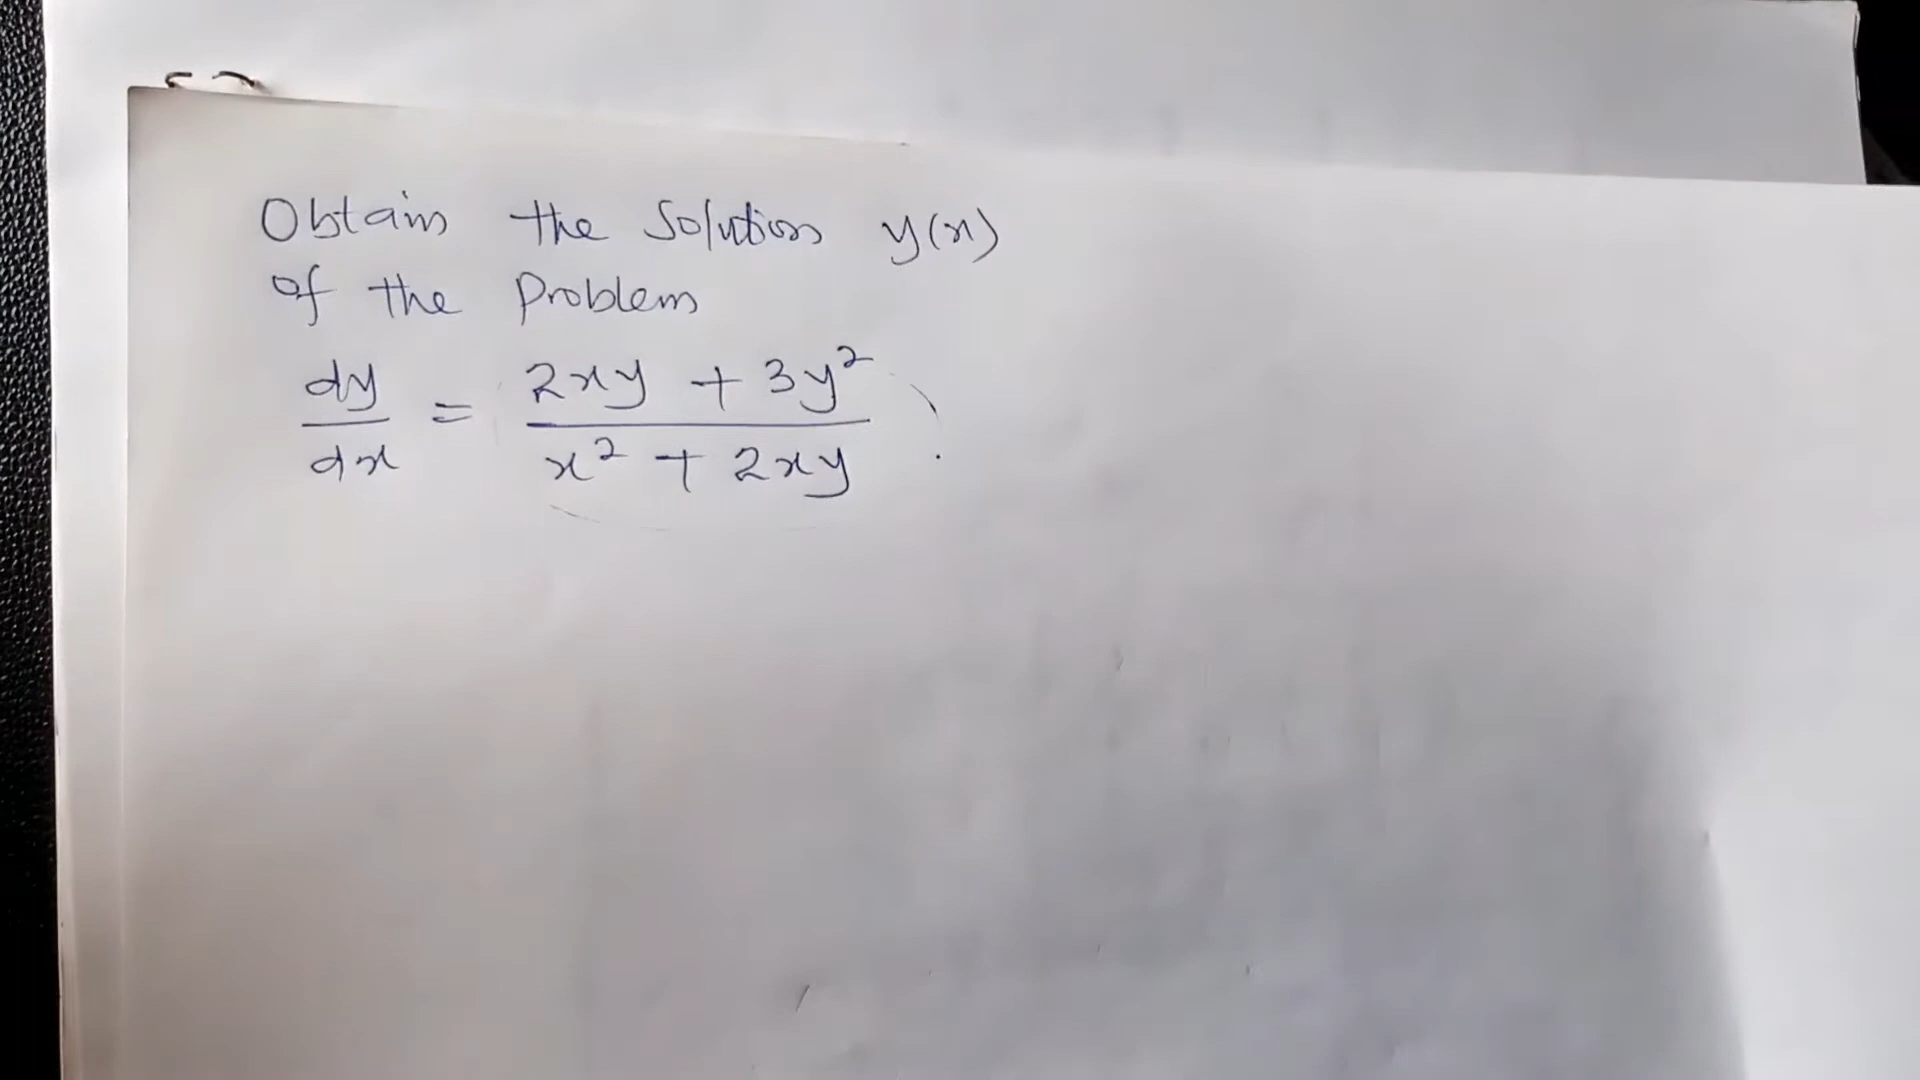 Obtain the solution y(x)
of the Problem
dy/dx = (2xy + 3y²)/(x² + 2xy).